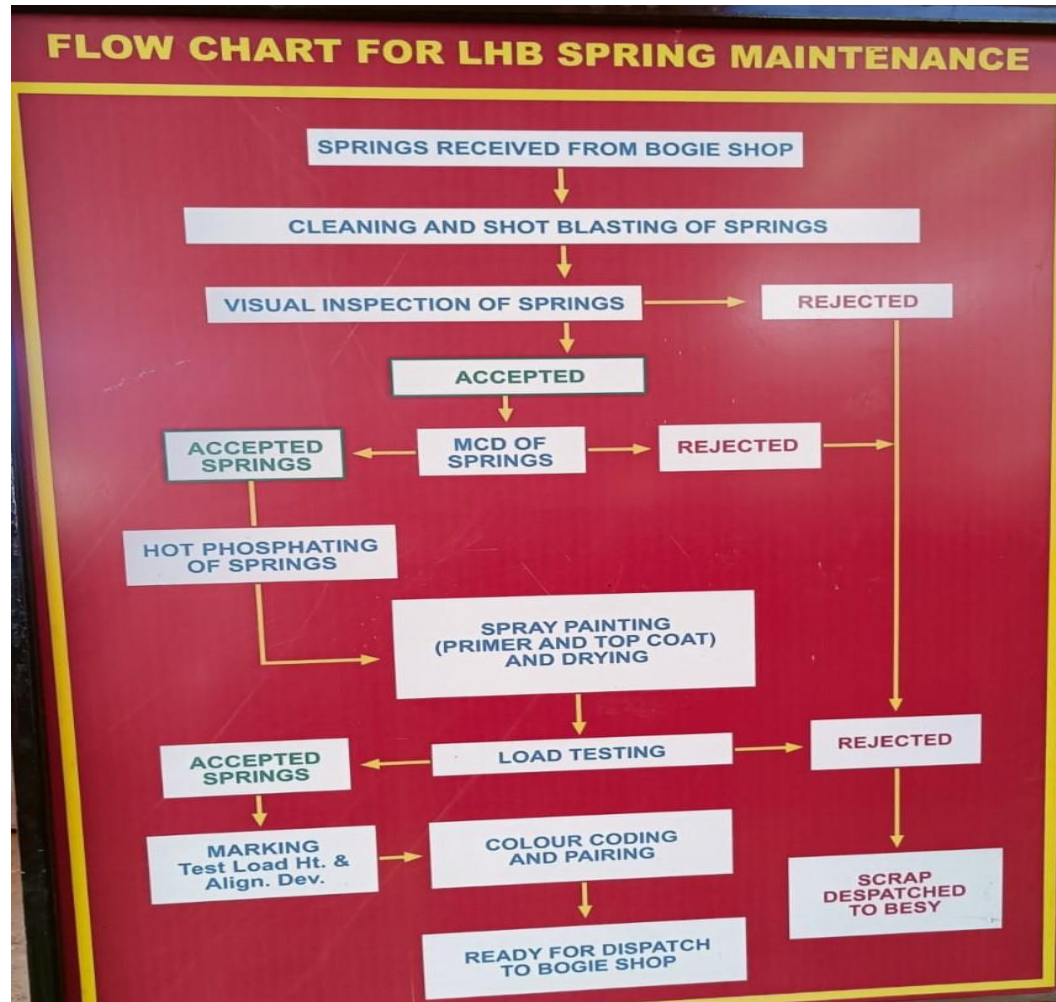 FLOW CHART FOR LHB SPRING MAINTENANCE
SPRINGS RECEIVED FROM BOGIE SHOP
CLEANING AND SHOT BLASTING OF SPRINGS
VISUAL INSPECTION OF SPRINGS
REJECTED
ACCEPTED
ACCEPTED
SPRINGS
MCD OF
SPRINGS
REJECTED
HOT PHOSPHATING
OF SPRINGS
SPRAY PAINTING
(PRIMER AND TOP COAT)
AND DRYING
ACCEPTED
SPRINGS
LOAD TESTING
REJECTED
MARKING
Test Load Ht. &
Align. Dev.
COLOUR CODING
AND PAIRING
SCRAP
DESPATCHED
TO BESY
READY FOR DISPATCH
TO BOGIE SHOP